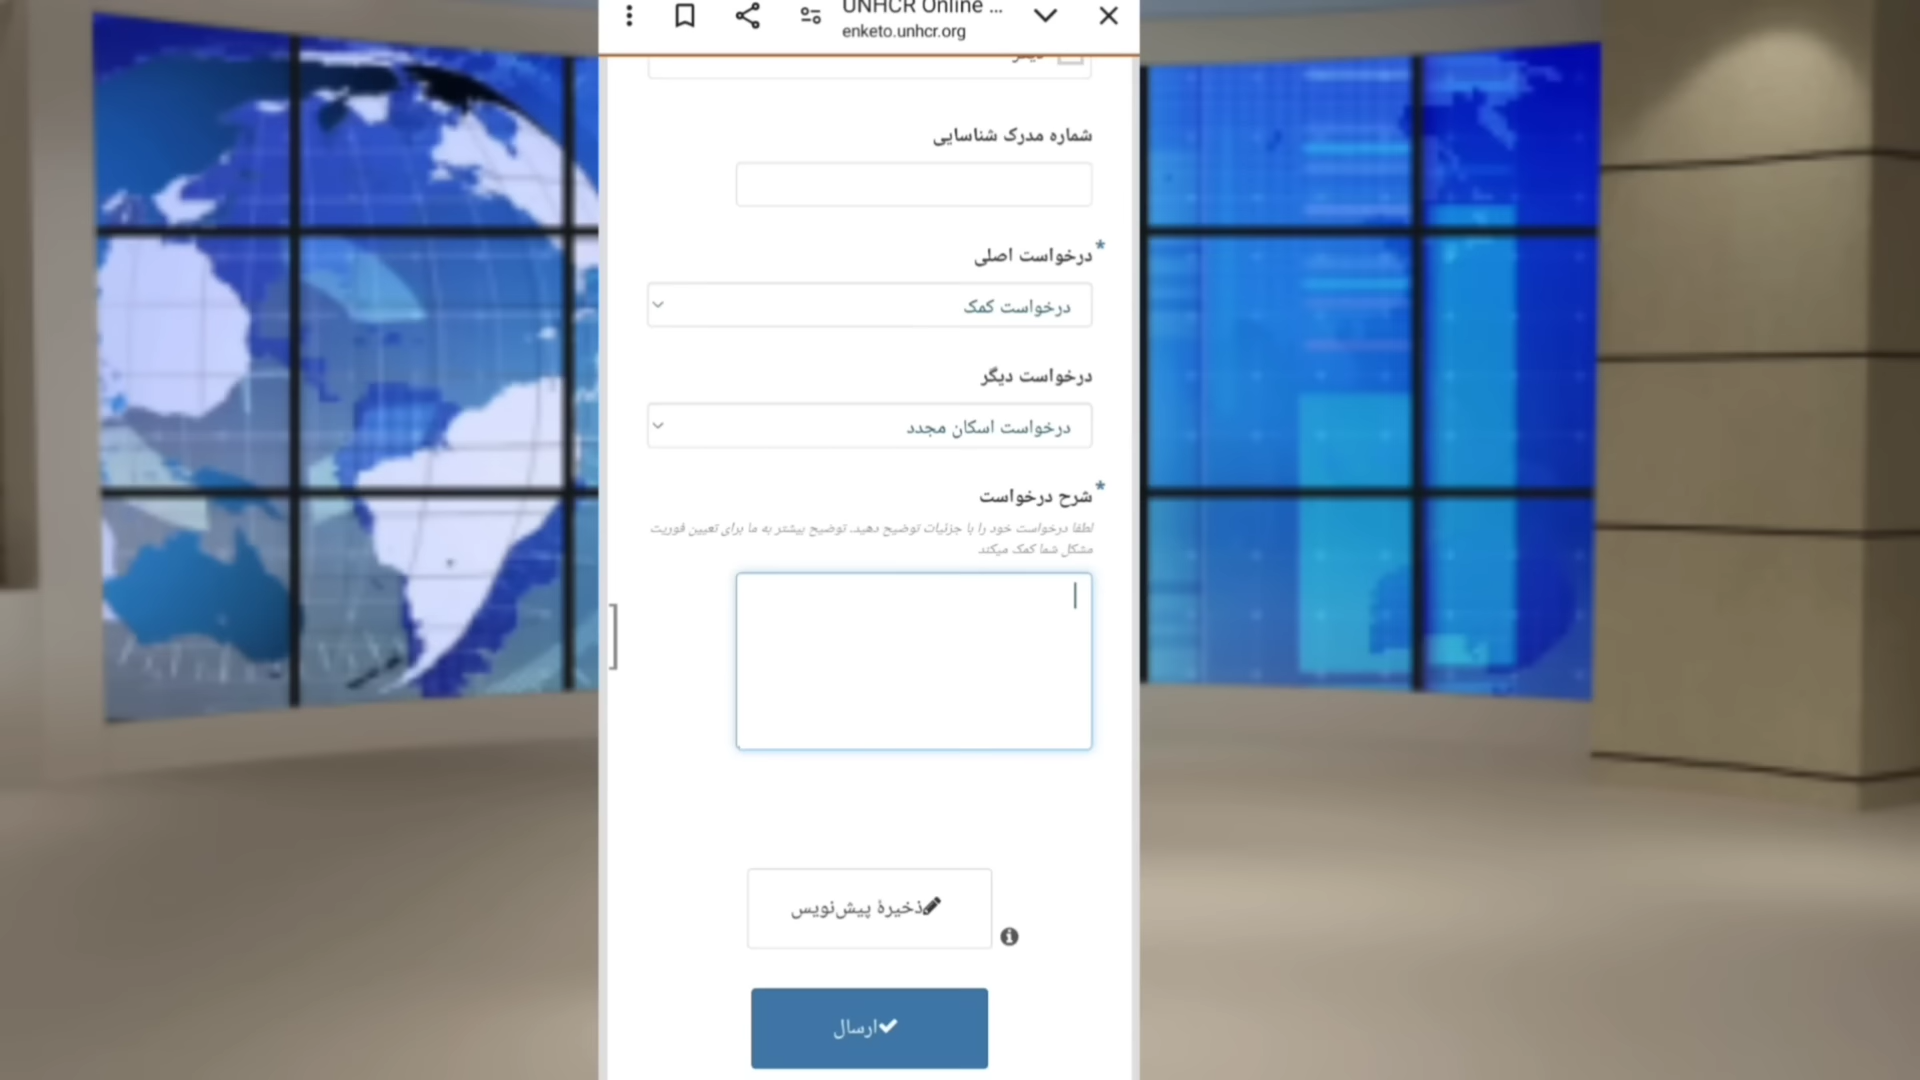 UNHCR Online ...
enketo.unhcr.org
دیگر
شماره مدرک شناسایی
* درخواست اصلی
درخواست کمک
درخواست دیگر
درخواست اسکان مجدد
* شرح درخواست
لطفا درخواست خود را با جزئیات توضیح دهید. توضیح بیشتر به ما برای تعیین فوریت
مشکل شما کمک میکند
ذخیرهٔ پیش‌نویس
ارسال